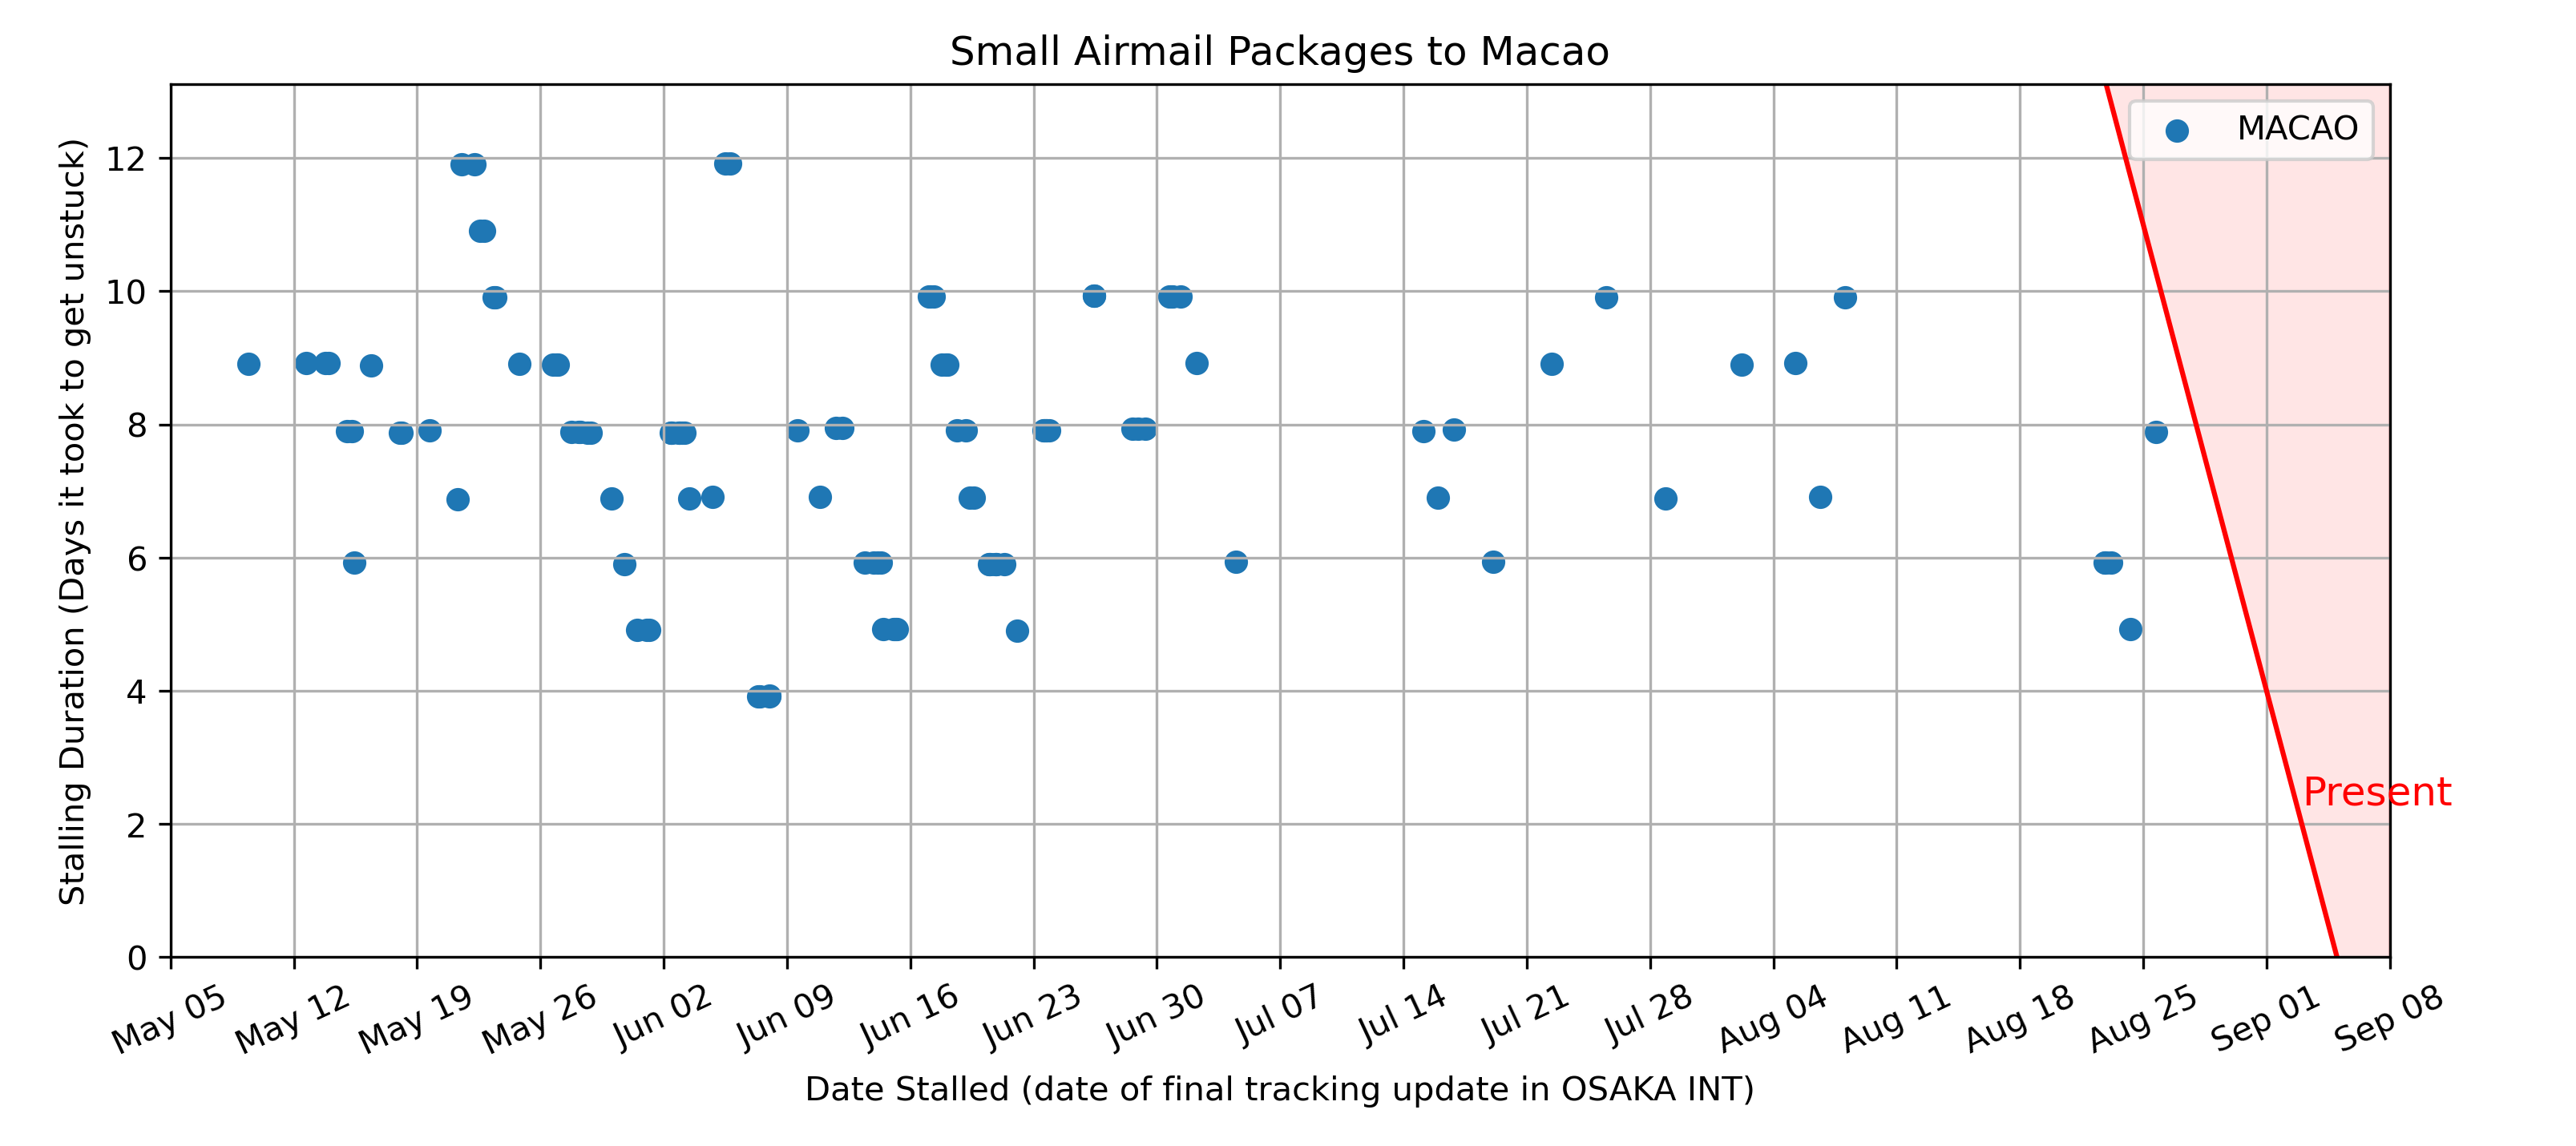 Small Airmail Packages to Macao
MACAO
Stalling Duration (Days it took to get unstuck)
12
10
8
6
4
2
0
Present
May 05
May 12
May 19
May 26
Jun 02
Jun 09
Jun 16
Jun 23
Jun 30
Jul 07
Jul 14
Jul 21
Jul 28
Aug 04
Aug 11
Aug 18
Aug 25
Sep 01
Sep 08
Date Stalled (date of final tracking update in OSAKA INT)